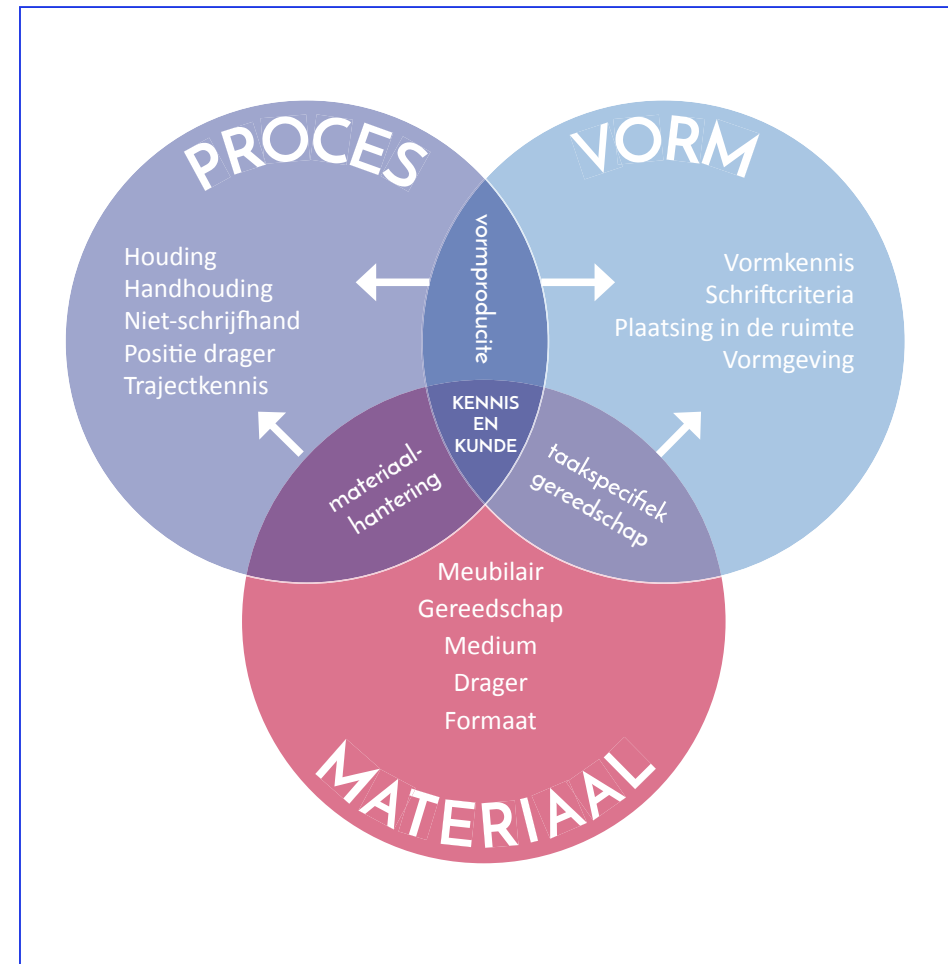 PROCES
VORM
Houding
Handhouding
Niet-schrijfhand
Positie drager
Trajectkennis
vormproducite
Vormkennis
Schriftcriteria
Plaatsing in de ruimte
Vormgeving
KENNIS
EN
KUNDE
materiaal-
hantering
taakspecifiek
gereedschap
Meubilair
Gereedschap
Medium
Drager
Formaat
MATERIAAL